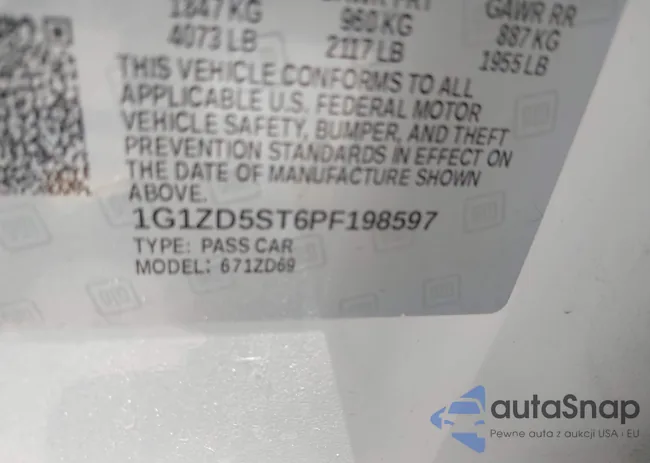 1847 KG GAWR FRT GAWR RR
4073 LB 960 KG 887 KG
2117 LB 1955 LB
THIS VEHICLE CONFORMS TO ALL
APPLICABLE U.S. FEDERAL MOTOR
VEHICLE SAFETY, BUMPER, AND THEFT
PREVENTION STANDARDS IN EFFECT ON
THE DATE OF MANUFACTURE SHOWN
ABOVE.
1G1ZD5ST6PF198597
TYPE: PASS CAR
MODEL: 671ZD69
autaSnap
Pewne auta z aukcji USA i EU